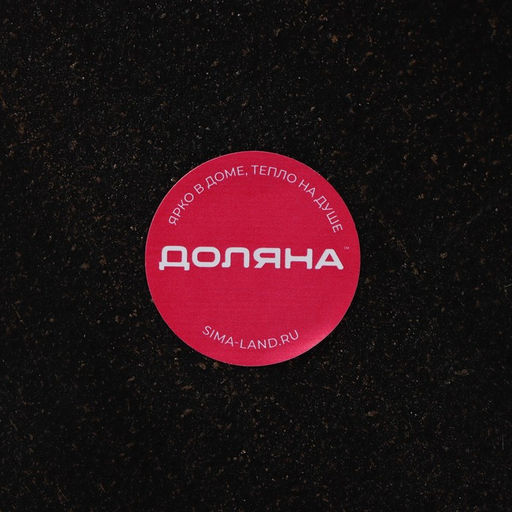 ЯРКО В ДОМЕ, ТЕПЛО НА ДУШЕ
ДОЛЯНА™
SIMA-LAND.RU